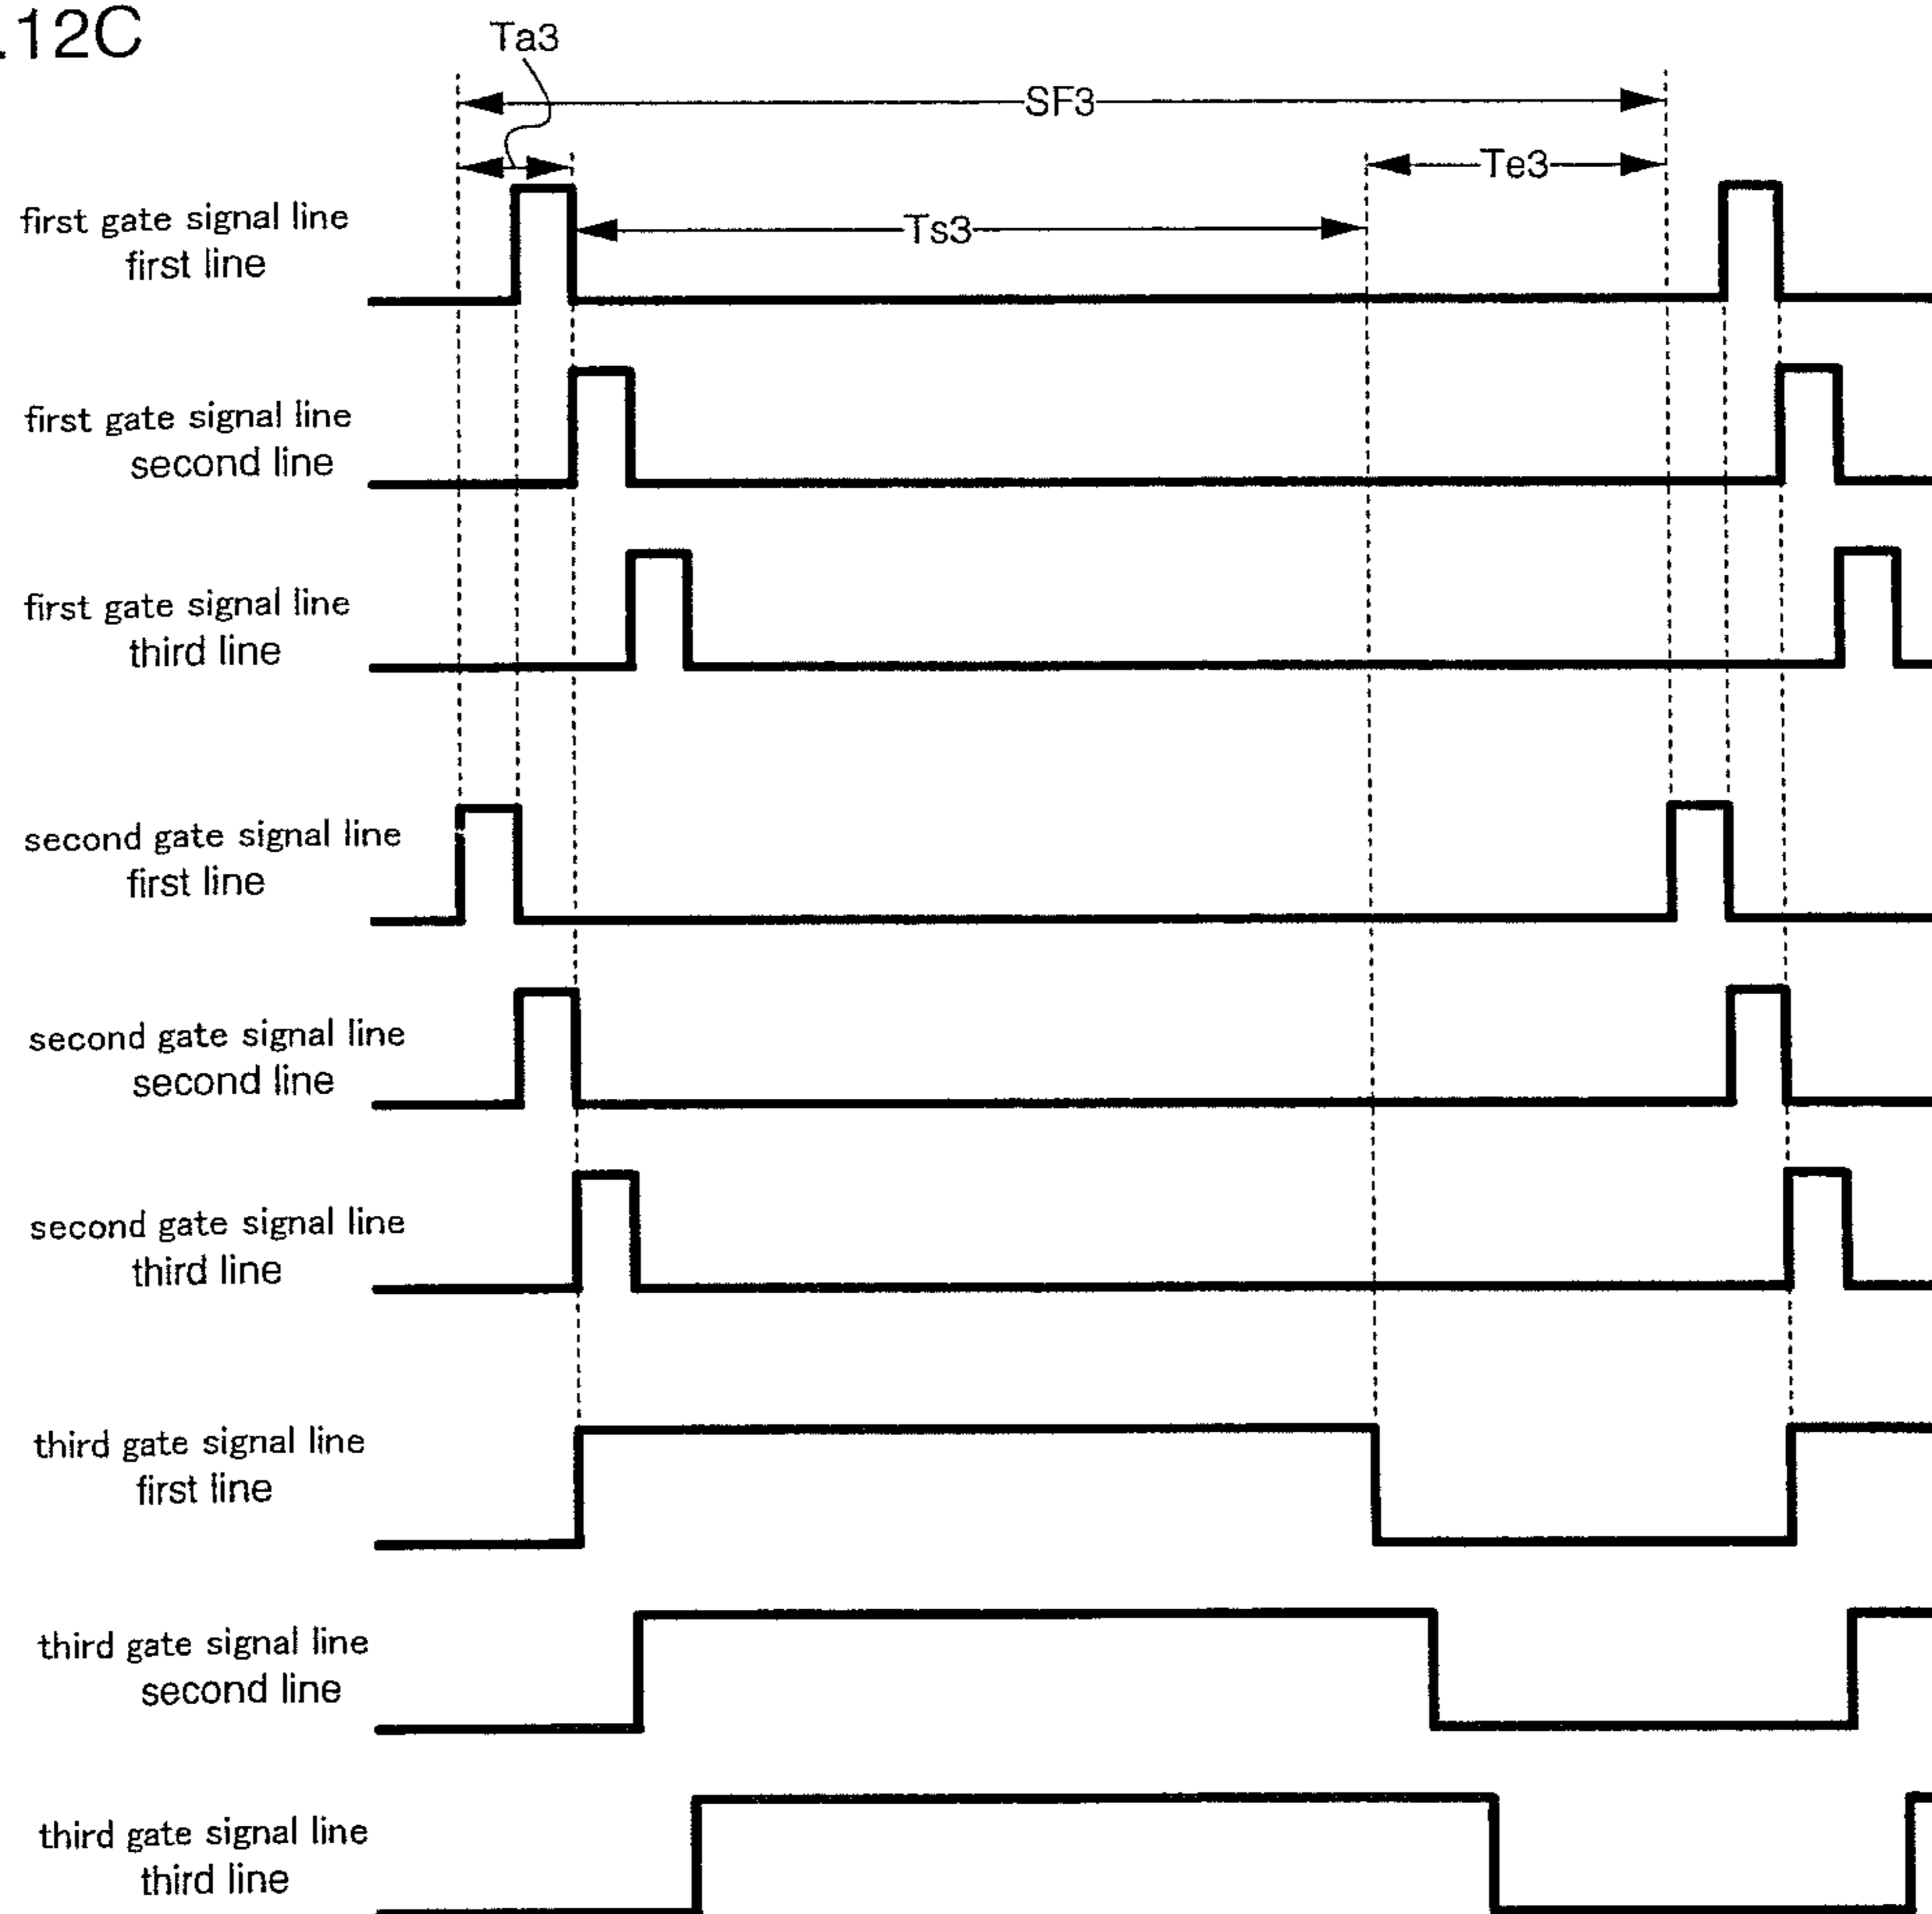 .12C
Ta3
SF3
Te3
Ts3
first gate signal line
first line
first gate signal line
second line
first gate signal line
third line
second gate signal line
first line
second gate signal line
second line
second gate signal line
third line
third gate signal line
first line
third gate signal line
second line
third gate signal line
third line